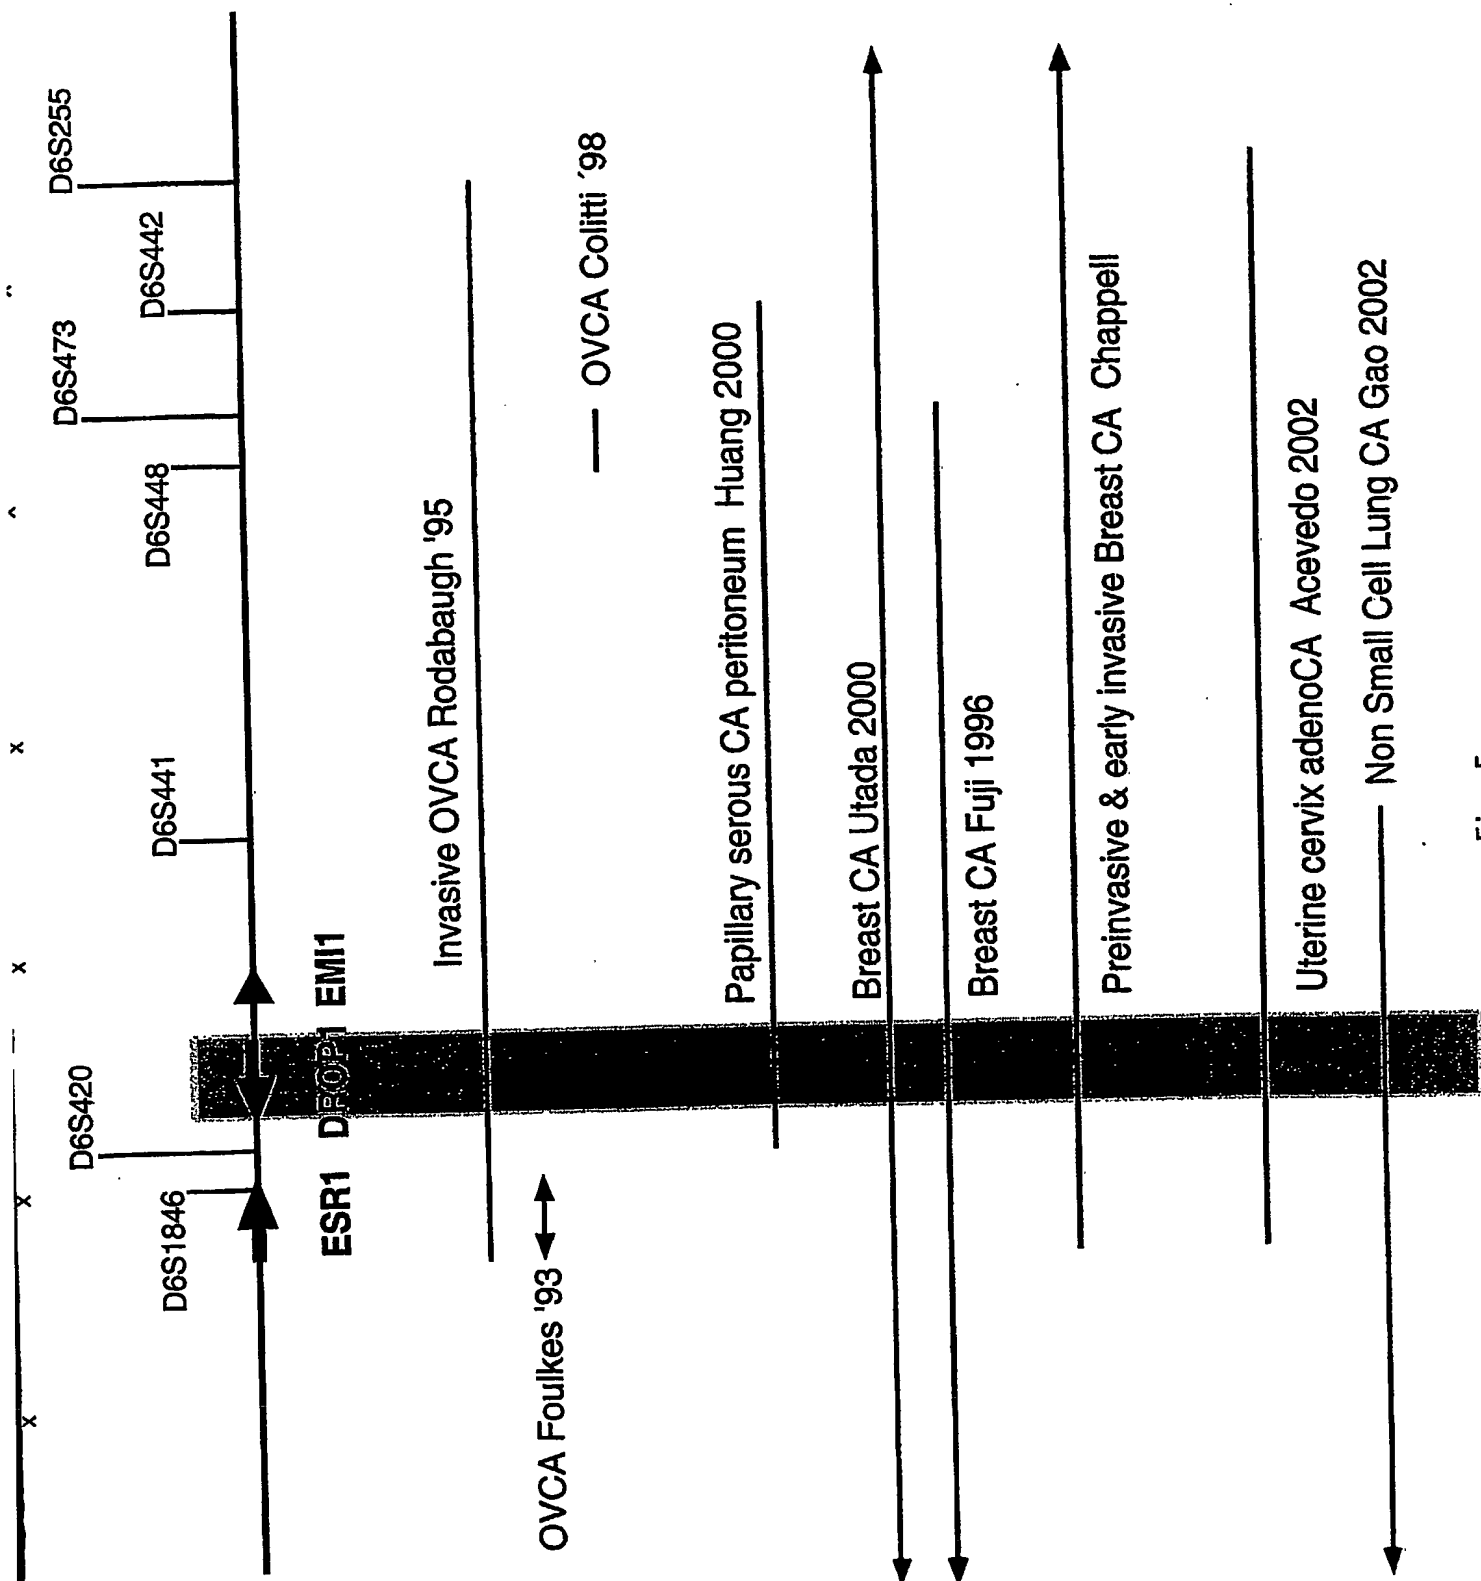 D6S1846
D6S420
D6S441
D6S448
D6S473
D6S442
D6S255
ESR1 DROP1 EMI1
Invasive OVCA Rodabaugh '95
OVCA Foulkes '93
OVCA Colitti '98
Papillary serous CA peritoneum Huang 2000
Breast CA Utada 2000
Breast CA Fuji 1996
Preinvasive & early invasive Breast CA Chappell
Uterine cervix adenoCA Acevedo 2002
Non Small Cell Lung CA Gao 2002